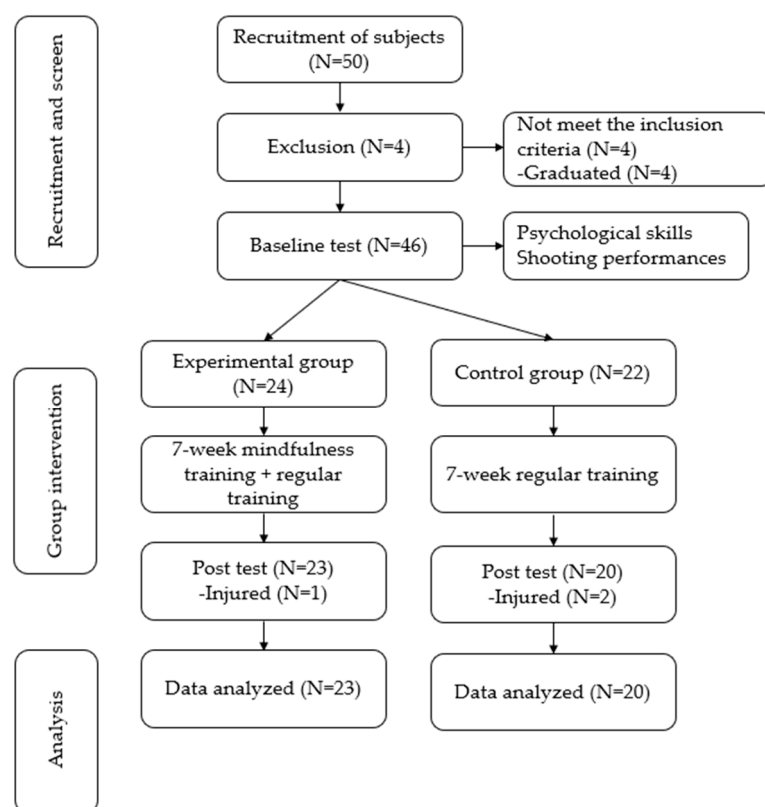 Recruitment and screen
Recruitment of subjects
(N=50)
Exclusion (N=4)
Not meet the inclusion
criteria (N=4)
-Graduated (N=4)
Baseline test (N=46)
Psychological skills
Shooting performances
Group intervention
Experimental group
(N=24)
Control group (N=22)
7-week mindfulness
training + regular
training
7-week regular training
Post test (N=23)
-Injured (N=1)
Post test (N=20)
-Injured (N=2)
Analysis
Data analyzed (N=23)
Data analyzed (N=20)